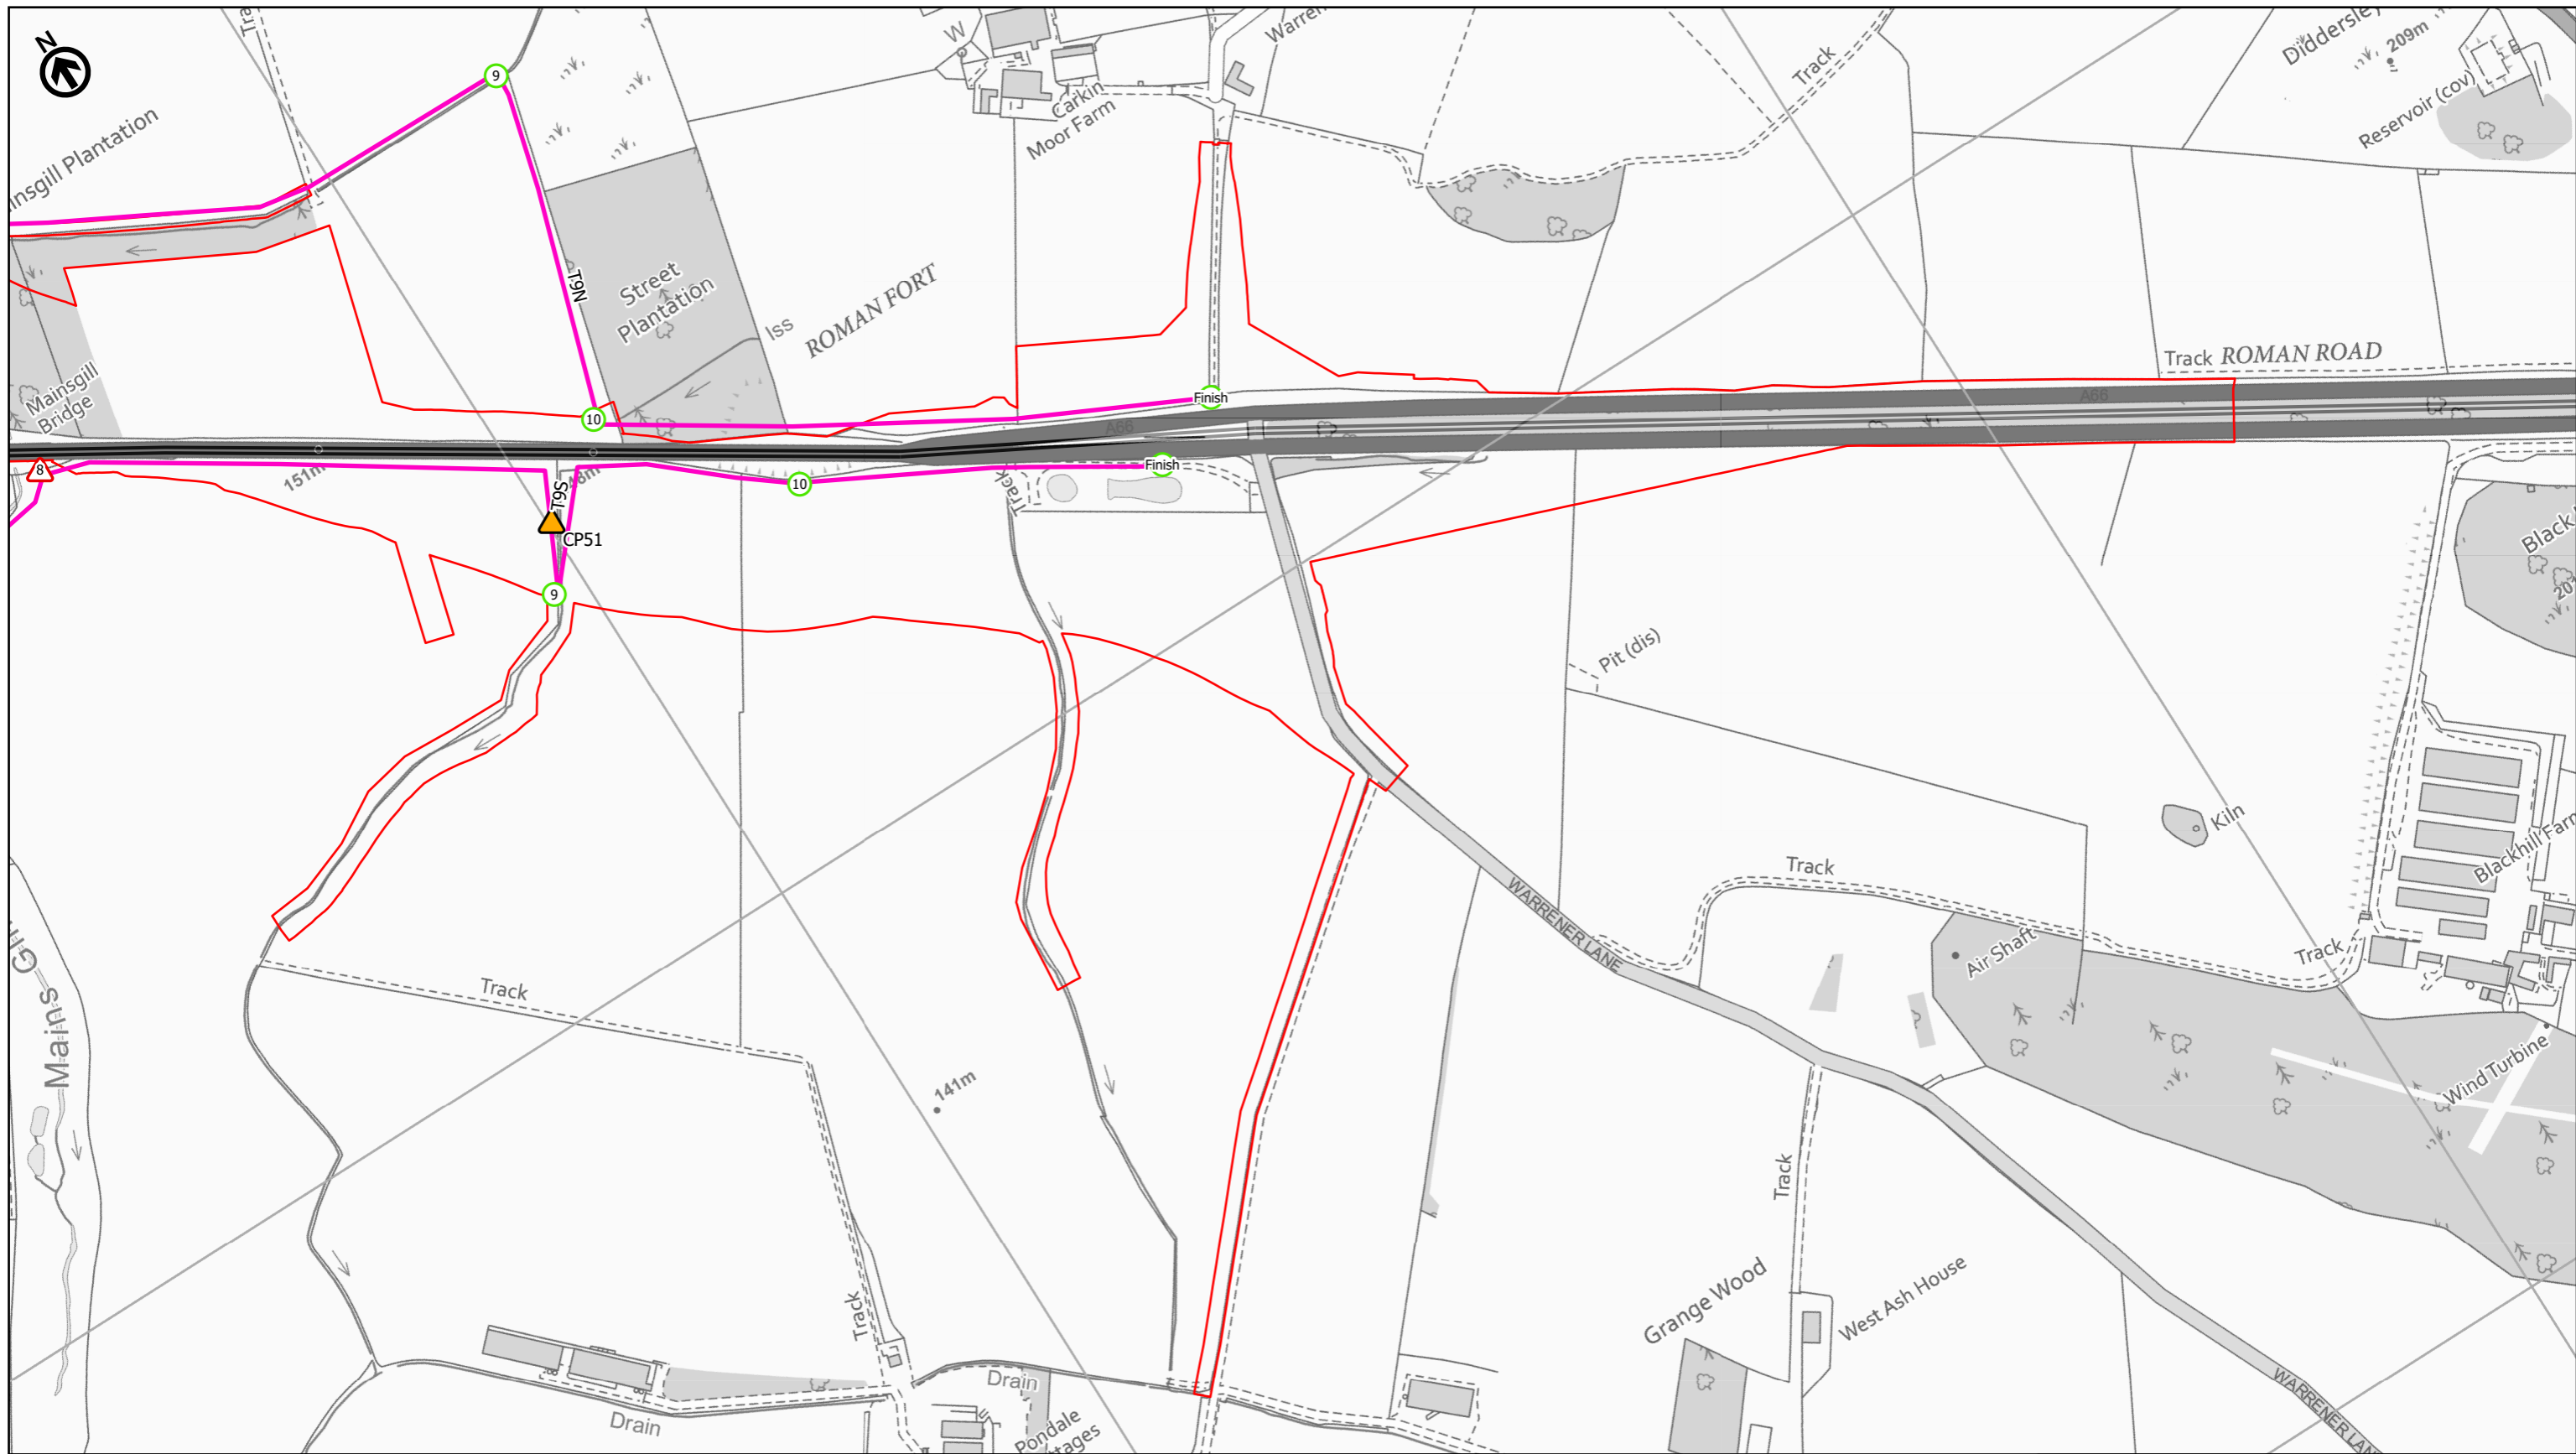 N
W
Warren
Track
Diddersley
209m
Reservoir (cov)
9
Carkin
Moor Farm
insgill Plantation
T9N
Street
Plantation
Iss
ROMAN FORT
Track ROMAN ROAD
Mainsgill
Bridge
10
Finish
A66
A66
8
151m
T9S
10
Finish
Track
CP51
9
Black
Pit (dis)
Kiln
Blackhill Farm
Track
WARRENER LANE
Air Shaft
Track
Mains
Track
141m
Wind Turbine
Track
Grange Wood
West Ash House
Track
Drain
Drain
Pondale
ttages
WARRENER LANE